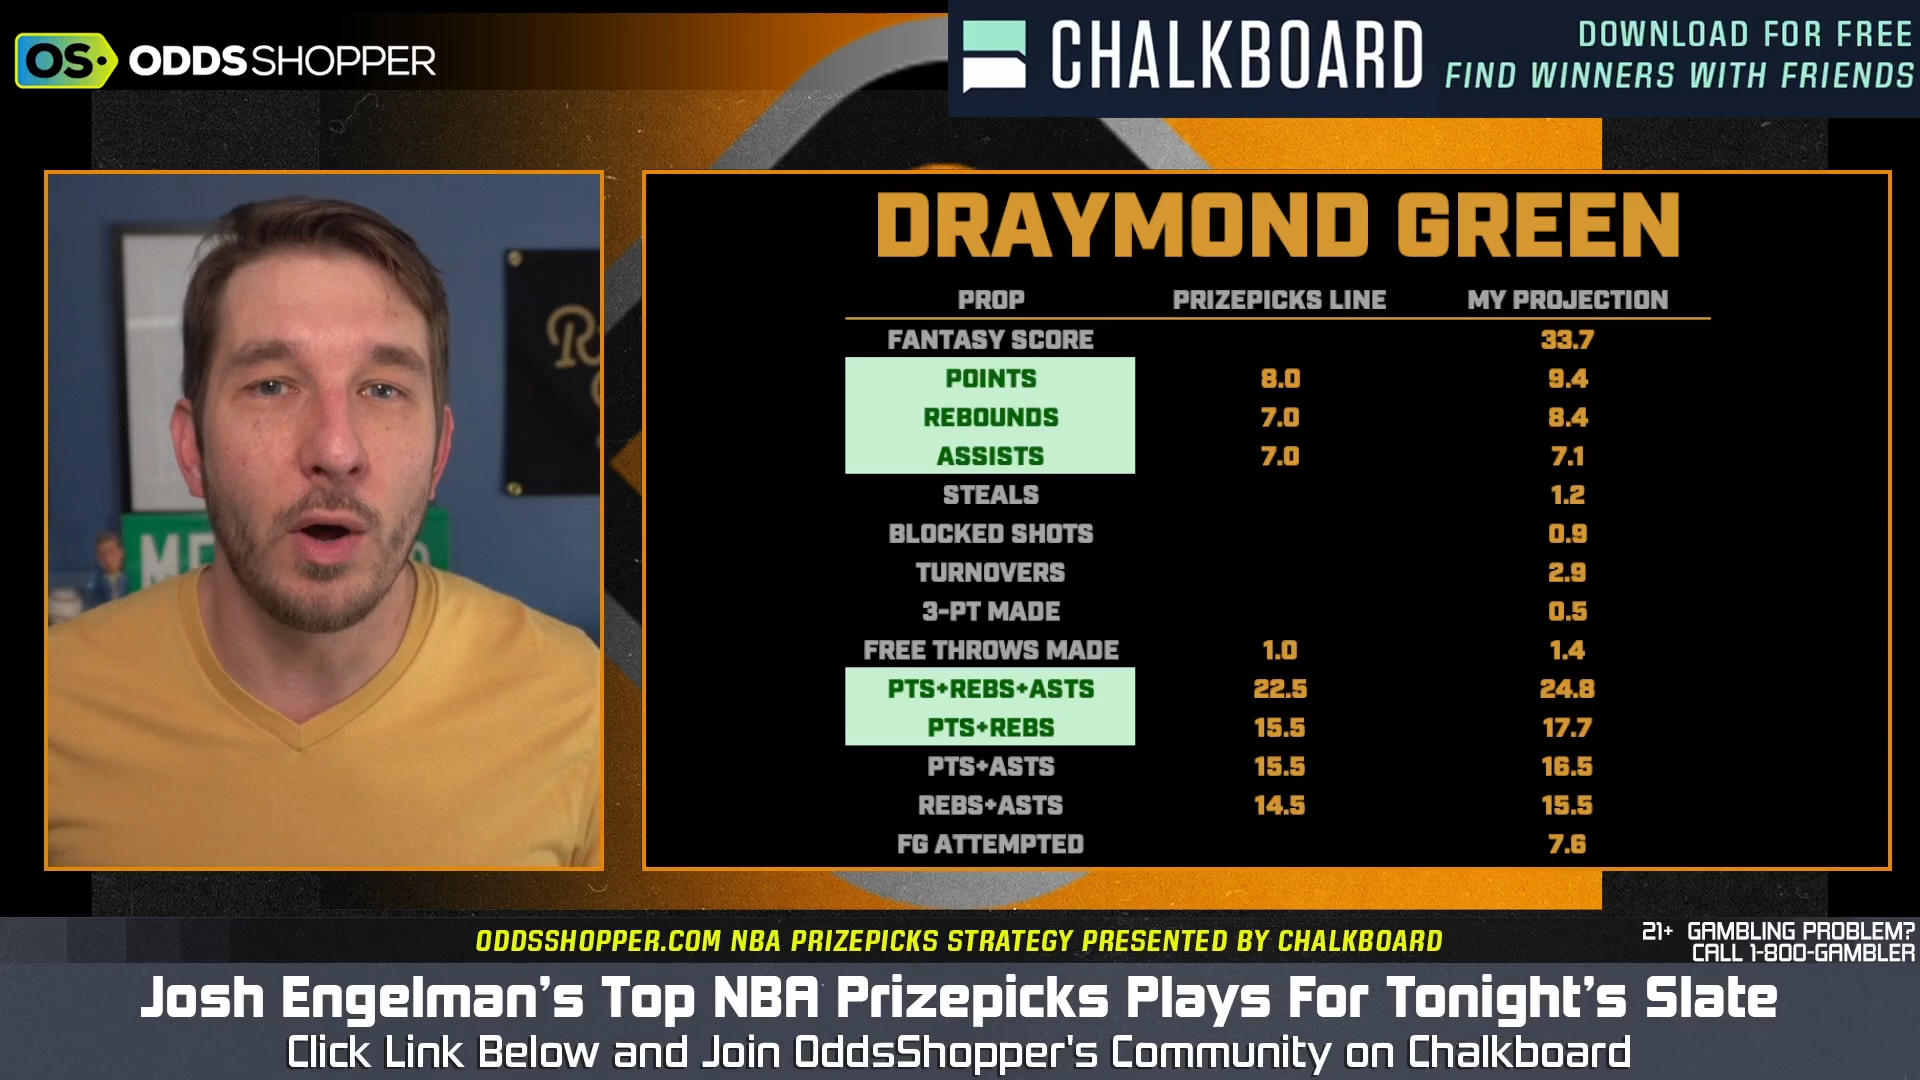 OS
ODDSSHOPPER
CHALKBOARD
DOWNLOAD FOR FREE
FIND WINNERS WITH FRIENDS
DRAYMOND GREEN
PROP PRIZEPICKS LINE MY PROJECTION
FANTASY SCORE 33.7
POINTS 8.0 9.4
REBOUNDS 7.0 8.4
ASSISTS 7.0 7.1
STEALS 1.2
BLOCKED SHOTS 0.9
TURNOVERS 2.9
3-PT MADE 0.5
FREE THROWS MADE 1.0 1.4
PTS+REBS+ASTS 22.5 24.8
PTS+REBS 15.5 17.7
PTS+ASTS 15.5 16.5
REBS+ASTS 14.5 15.5
FG ATTEMPTED 7.6
ODDSSHOPPER.COM NBA PRIZEPICKS STRATEGY PRESENTED BY CHALKBOARD
21+ GAMBLING PROBLEM?
CALL 1-800-GAMBLER
Josh Engelman's Top NBA Prizepicks Plays For Tonight's Slate
Click Link Below and Join OddsShopper's Community on Chalkboard